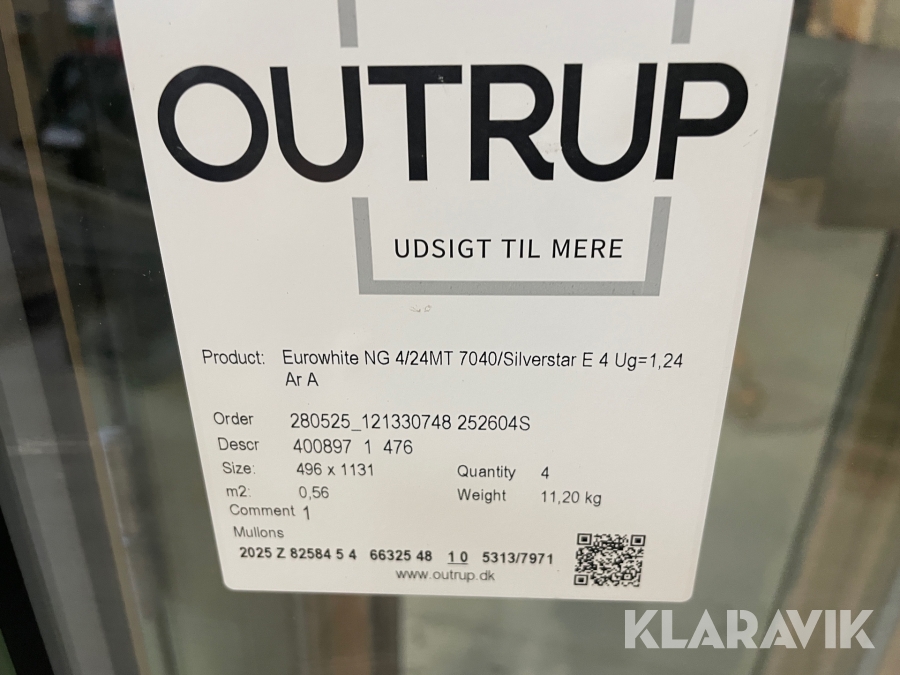 OUTRUP
UDSIGT TIL MERE
Product: Eurowhite NG 4/24MT 7040/Silverstar E 4 Ug=1,24
Ar A
Order 280525_121330748 252604S
Descr 400897 1 476
Size: 496 x 1131 Quantity 4
m2: 0,56 Weight 11,20 kg
Comment 1
Mullons
2025 Z 82584 5 4 66325 48 1 0 5313/7971
www.outrup.dk
KLARAVIK